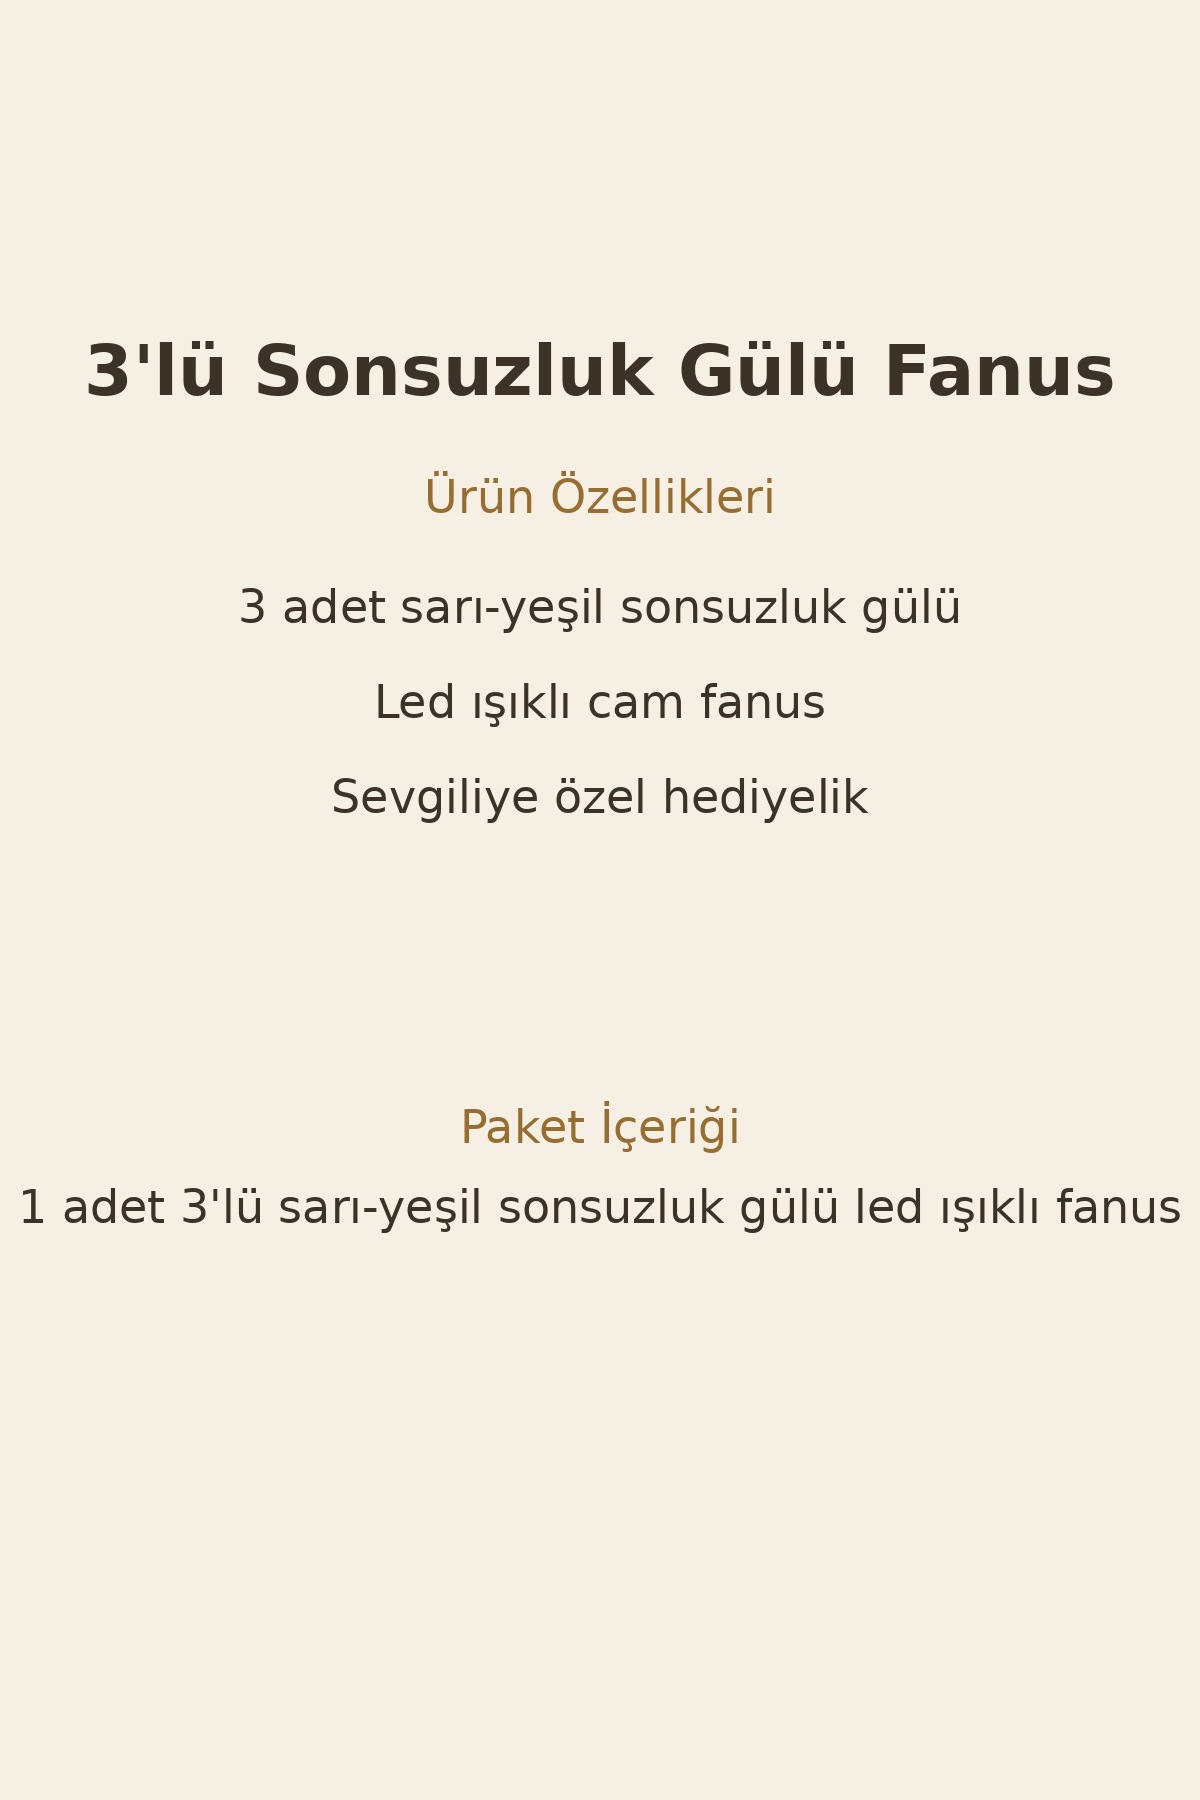 3'lü Sonsuzluk Gülü Fanus
Ürün Özellikleri
3 adet sarı-yeşil sonsuzluk gülü
Led ışıklı cam fanus
Sevgiliye özel hediyelik
Paket İçeriği
1 adet 3'lü sarı-yeşil sonsuzluk gülü led ışıklı fanus